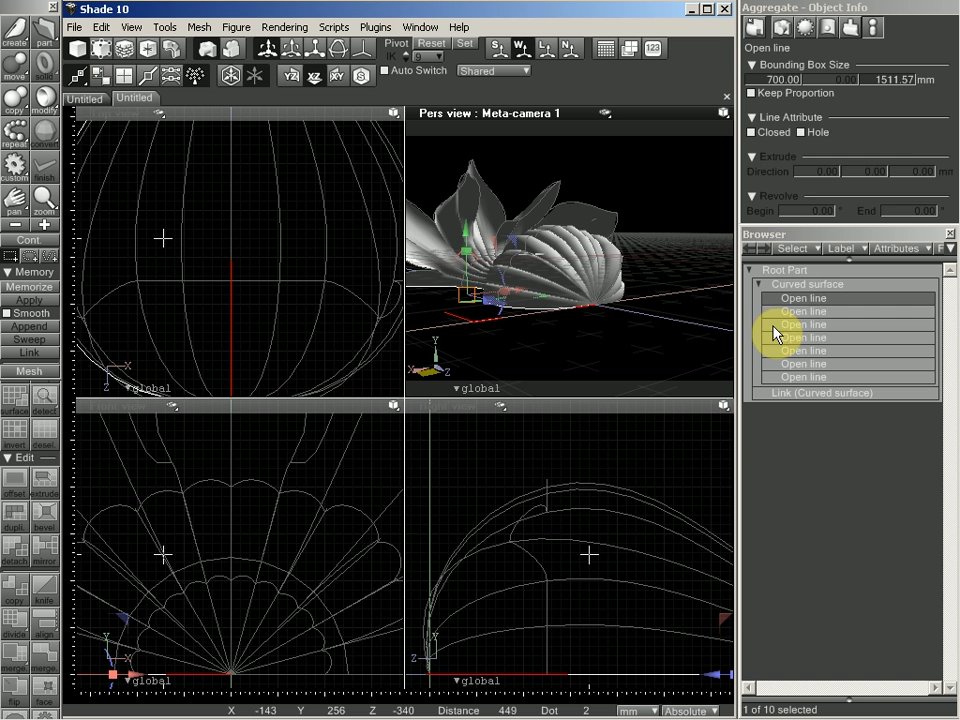 Shade 10
File Edit View Tools Mesh Figure Rendering Scripts Plugins Window Help
create part
move solid
copy modify
repeat convert
custom finish
pan zoom
Cont.
Memory
Memorize
Apply
Smooth
Append
Sweep
Link
Mesh
surface detect
invert desel.
Edit
offset extrude
dupli. bevel
detach mirror
copy knife
divide align
merge. merge.
flip face
Pivot Reset Set
IK 9
S W L N 123
Auto Switch Shared
YZ XZ XY S
Untitled Untitled
Pers view : Meta-camera 1
X
Z
global
Y
Z
global
Y
X
global
Y
Z
global
X -143 Y 256 Z -340 Distance 449 Dot 2 mm Absolute
Aggregate - Object Info
Open line
Bounding Box Size
700.00 0.00 1511.57 mm
Keep Proportion
Line Attribute
Closed Hole
Extrude
Direction 0.00 0.00 0.00 mm
Revolve
Begin 0.00 ° End 0.00 °
Browser
Select Label Attributes F
Root Part
Curved surface
Open line
Open line
Open line
Open line
Open line
Open line
Open line
Link (Curved surface)
1 of 10 selected